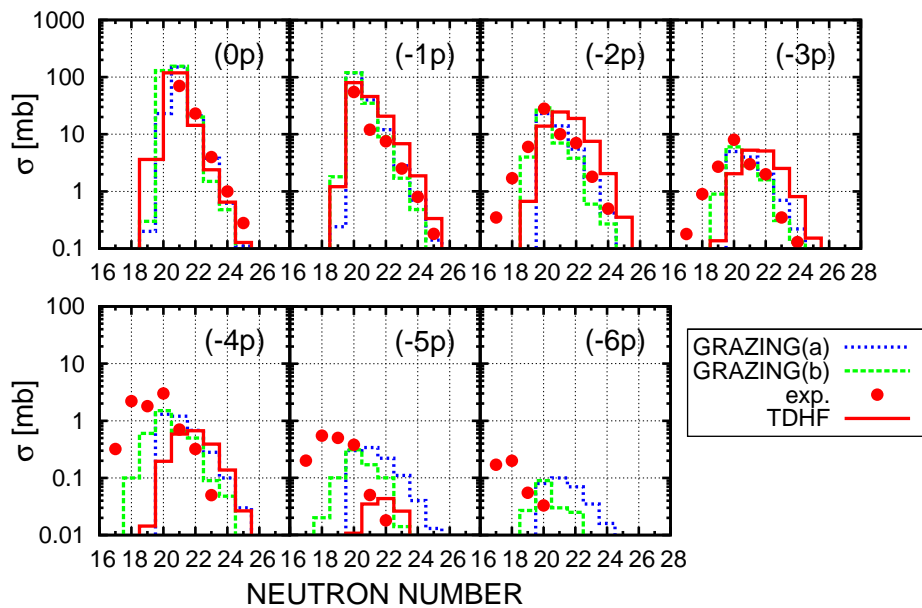 1000
100
10
1
0.1
σ [mb]
(0p)
(-1p)
(-2p)
(-3p)
16 18 20 22 24 26 16 18 20 22 24 26 16 18 20 22 24 26 16 18 20 22 24 26 28
100
10
1
0.1
0.01
σ [mb]
(-4p)
(-5p)
(-6p)
16 18 20 22 24 26 16 18 20 22 24 26 16 18 20 22 24 26 28
NEUTRON NUMBER
GRAZING(a)
GRAZING(b)
exp.
TDHF